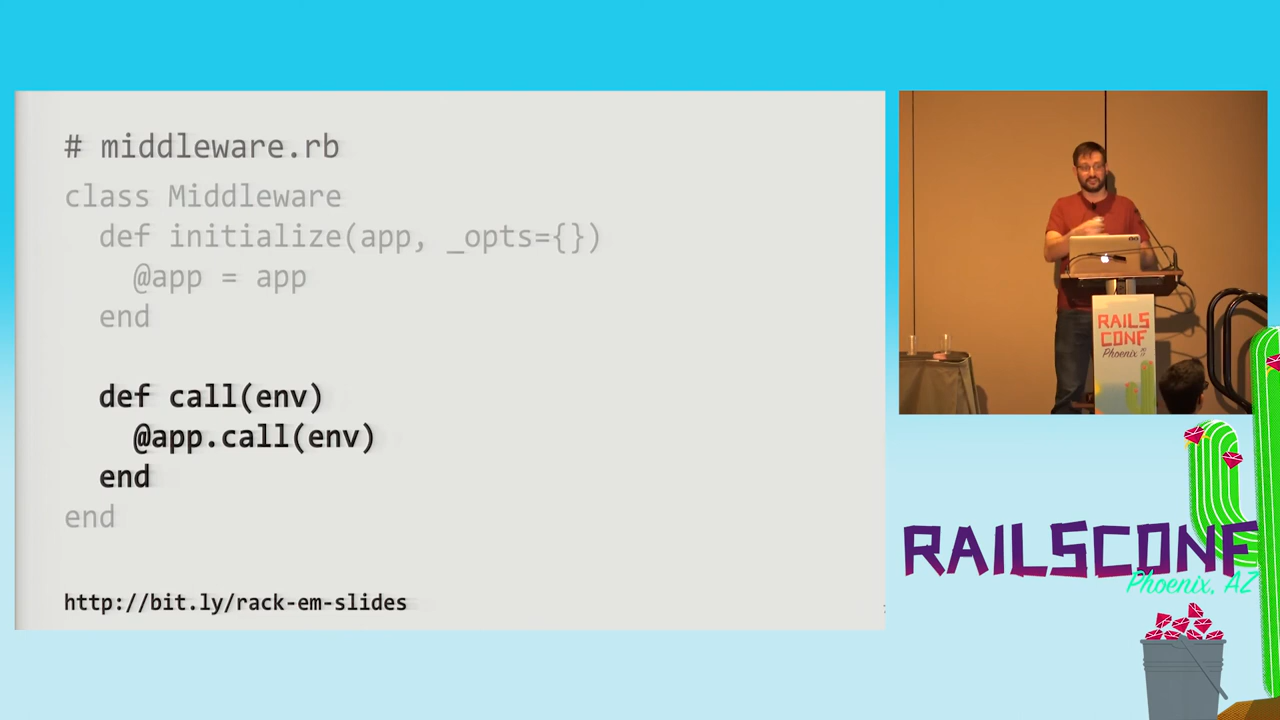 # middleware.rb
class Middleware
  def initialize(app, _opts={})
    @app = app
  end
  def call(env)
    @app.call(env)
  end
end
http://bit.ly/rack-em-slides
RAILS
CONF
Phoenix
RAILSCONF
Phoenix, AZ